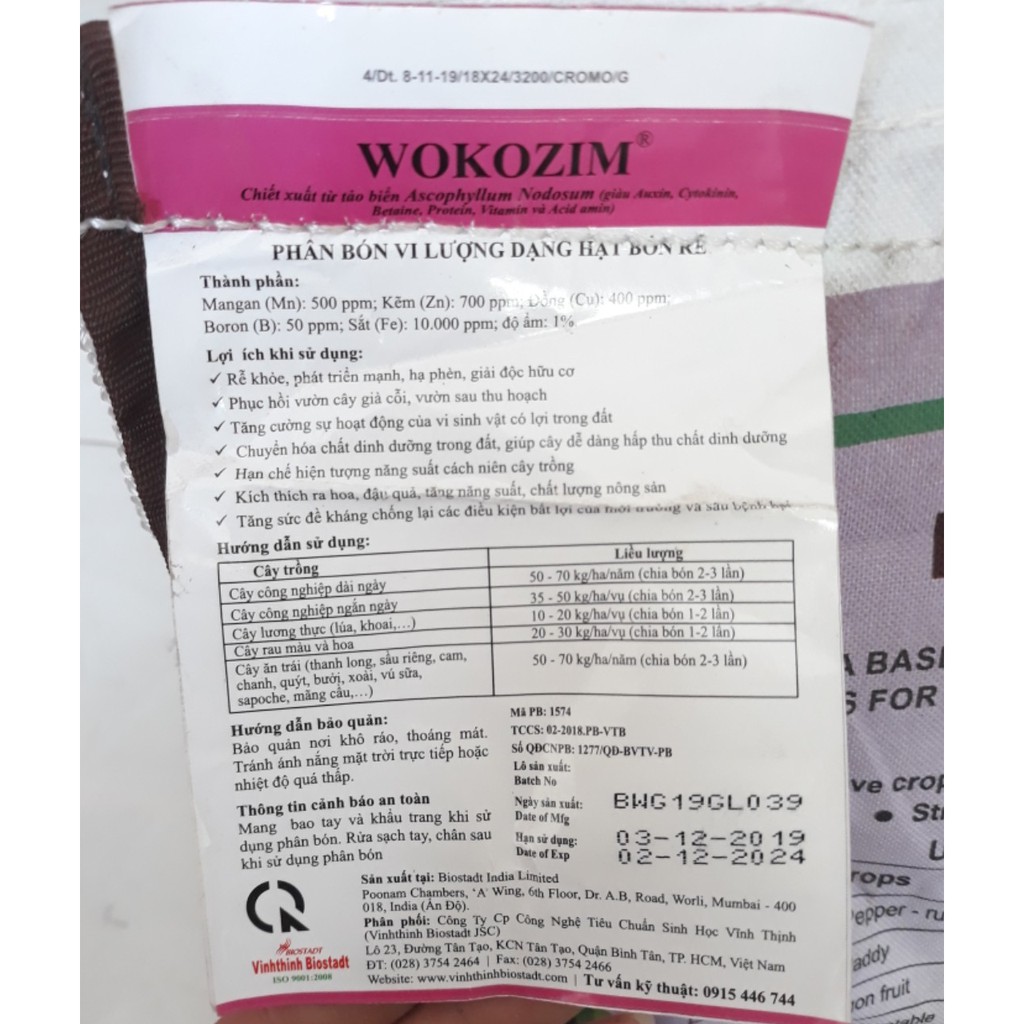 4/Dt. 8-11-19/18X24/3200/CROMO/G
WOKOZIM®
Chiết xuất từ tảo biển Ascophyllum Nodosum (giàu Auxin, Cytokinin,
Betaine, Protein, Vitamin và Acid amin)
PHÂN BÓN VI LƯỢNG DẠNG HẠT BÓN RỄ
Thành phần:
Mangan (Mn): 500 ppm; Kẽm (Zn): 700 ppm; Đồng (Cu): 400 ppm;
Boron (B): 50 ppm; Sắt (Fe): 10.000 ppm; độ ẩm: 1%
Lợi ích khi sử dụng:
✓ Rễ khỏe, phát triển mạnh, hạ phèn, giải độc hữu cơ
✓ Phục hồi vườn cây già cỗi, vườn sau thu hoạch
✓ Tăng cường sự hoạt động của vi sinh vật có lợi trong đất
✓ Chuyển hóa chất dinh dưỡng trong đất, giúp cây dễ dàng hấp thu chất dinh dưỡng
✓ Hạn chế hiện tượng năng suất cách niên cây trồng
✓ Kích thích ra hoa, đậu quả, tăng năng suất, chất lượng nông sản
✓ Tăng sức đề kháng chống lại các điều kiện bất lợi của môi trường và sâu bệnh hại
Hướng dẫn sử dụng:
Cây trồng Liều lượng
Cây công nghiệp dài ngày 50 - 70 kg/ha/năm (chia bón 2-3 lần)
Cây công nghiệp ngắn ngày 35 - 50 kg/ha/vụ (chia bón 2-3 lần)
Cây lương thực (lúa, khoai,...) 10 - 20 kg/ha/vụ (chia bón 1-2 lần)
Cây rau màu và hoa 20 - 30 kg/ha/vụ (chia bón 1-2 lần)
Cây ăn trái (thanh long, sầu riêng, cam, 50 - 70 kg/ha/năm (chia bón 2-3 lần)
chanh, quýt, bưởi, xoài, vú sữa,
sapoche, mãng cầu,...)
Hướng dẫn bảo quản:
Bảo quản nơi khô ráo, thoáng mát.
Tránh ánh nắng mặt trời trực tiếp hoặc
nhiệt độ quá thấp.
Thông tin cảnh báo an toàn
Mang bao tay và khẩu trang khi sử
dụng phân bón. Rửa sạch tay, chân sau
khi sử dụng phân bón
Mã PB: 1574
TCCS: 02-2018.PB-VTB
Số QĐCNPB: 1277/QĐ-BVTV-PB
Lô sản xuất:
Batch No
Ngày sản xuất: BWG19GL039
Date of Mfg
Hạn sử dụng: 03-12-2019
Date of Exp 02-12-2024
Sản xuất tại: Biostadt India Limited
Poonam Chambers, 'A' Wing, 6th Floor, Dr. A.B, Road, Worli, Mumbai - 400
018, India (Ấn Độ).
Phân phối: Công Ty Cp Công Nghệ Tiêu Chuẩn Sinh Học Vĩnh Thịnh
(Vinhthinh Biostadt JSC)
Lô 23, Đường Tân Tạo, KCN Tân Tạo, Quận Bình Tân, TP. HCM, Việt Nam
ĐT: (028) 3754 2464 | Fax: (028) 3754 2466
Website: www.vinhthinhbiostadt.com | Tư vấn kỹ thuật: 0915 446 744
BIOSTADT
Vinhthinh Biostadt
ISO 9001:2008
A BASE
S FOR
ve crop
● St
rops
epper - ru
addy
on fruit